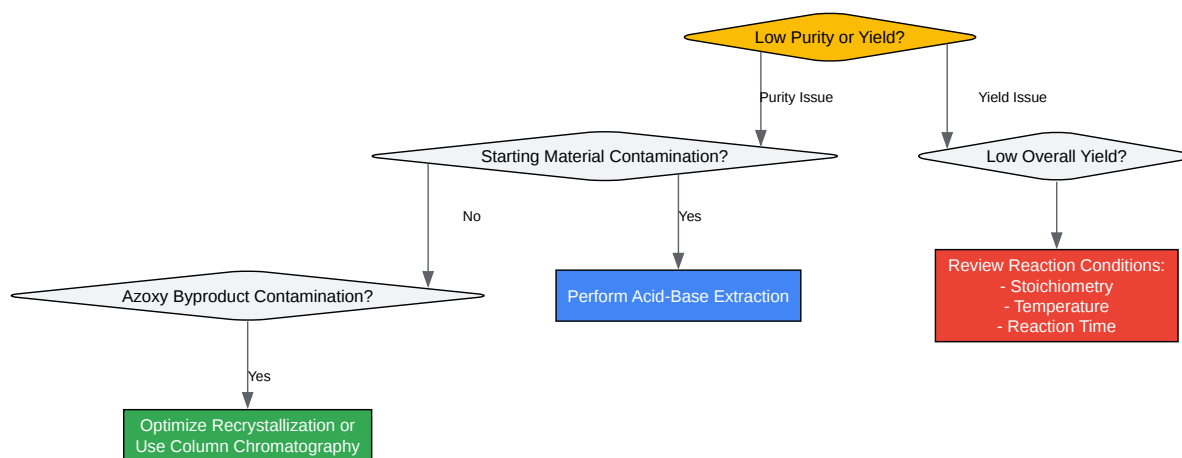 Low Purity or Yield?
Purity Issue
Yield Issue
Starting Material Contamination?
Low Overall Yield?
No
Yes
Azoxy Byproduct Contamination?
Perform Acid-Base Extraction
Review Reaction Conditions:
- Stoichiometry
- Temperature
- Reaction Time
Yes
Optimize Recrystallization or
Use Column Chromatography